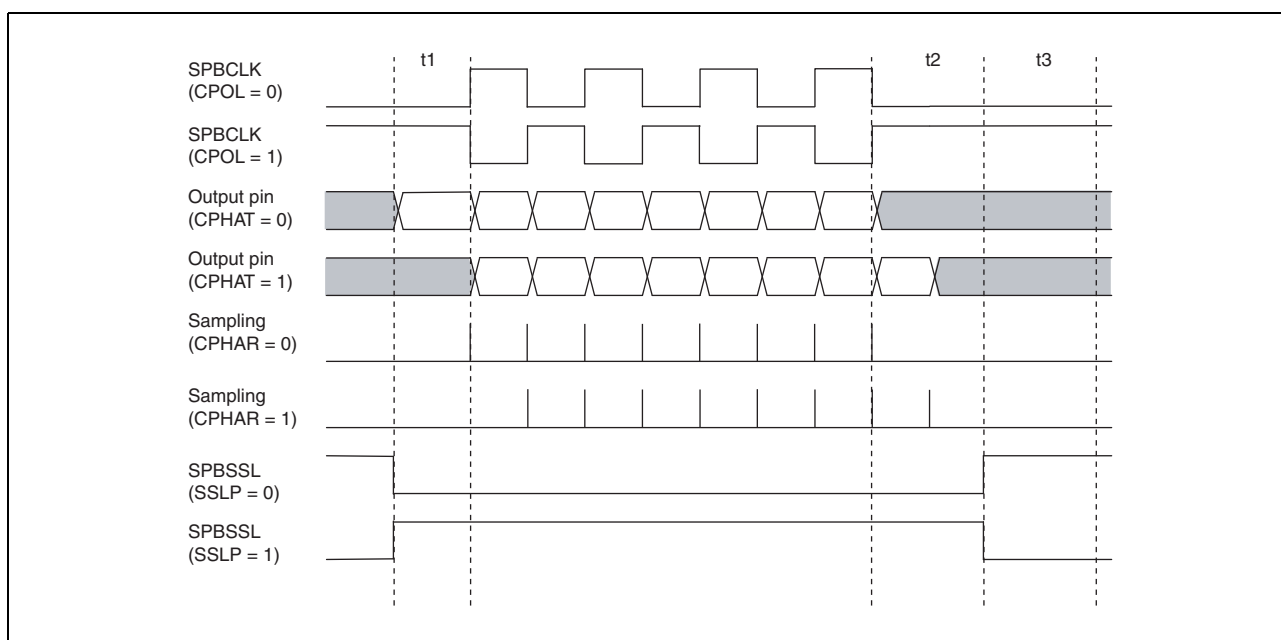 t1
t2
t3
SPBCLK
(CPOL = 0)
SPBCLK
(CPOL = 1)
Output pin
(CPHAT = 0)
Output pin
(CPHAT = 1)
Sampling
(CPHAR = 0)
Sampling
(CPHAR = 1)
SPBSSL
(SSLP = 0)
SPBSSL
(SSLP = 1)